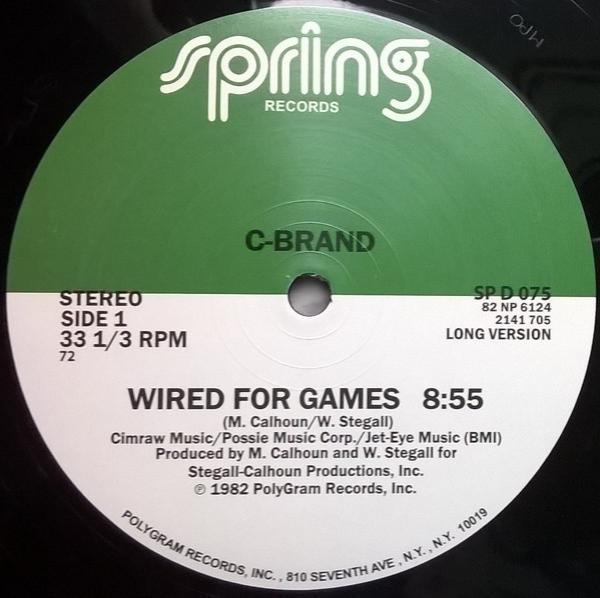 MPO
spring
RECORDS
C-BRAND
STEREO
SIDE 1
33 1/3 RPM
72
SP D 075
82 NP 6124
2141 705
LONG VERSION
WIRED FOR GAMES 8:55
(M. Calhoun/W. Stegall)
Cimraw Music/Possie Music Corp./Jet-Eye Music (BMI)
Produced by M. Calhoun and W. Stegall for
Stegall-Calhoun Productions, Inc.
℗ 1982 PolyGram Records, Inc.
POLYGRAM RECORDS, INC., 810 SEVENTH AVE, N.Y., N.Y. 10019